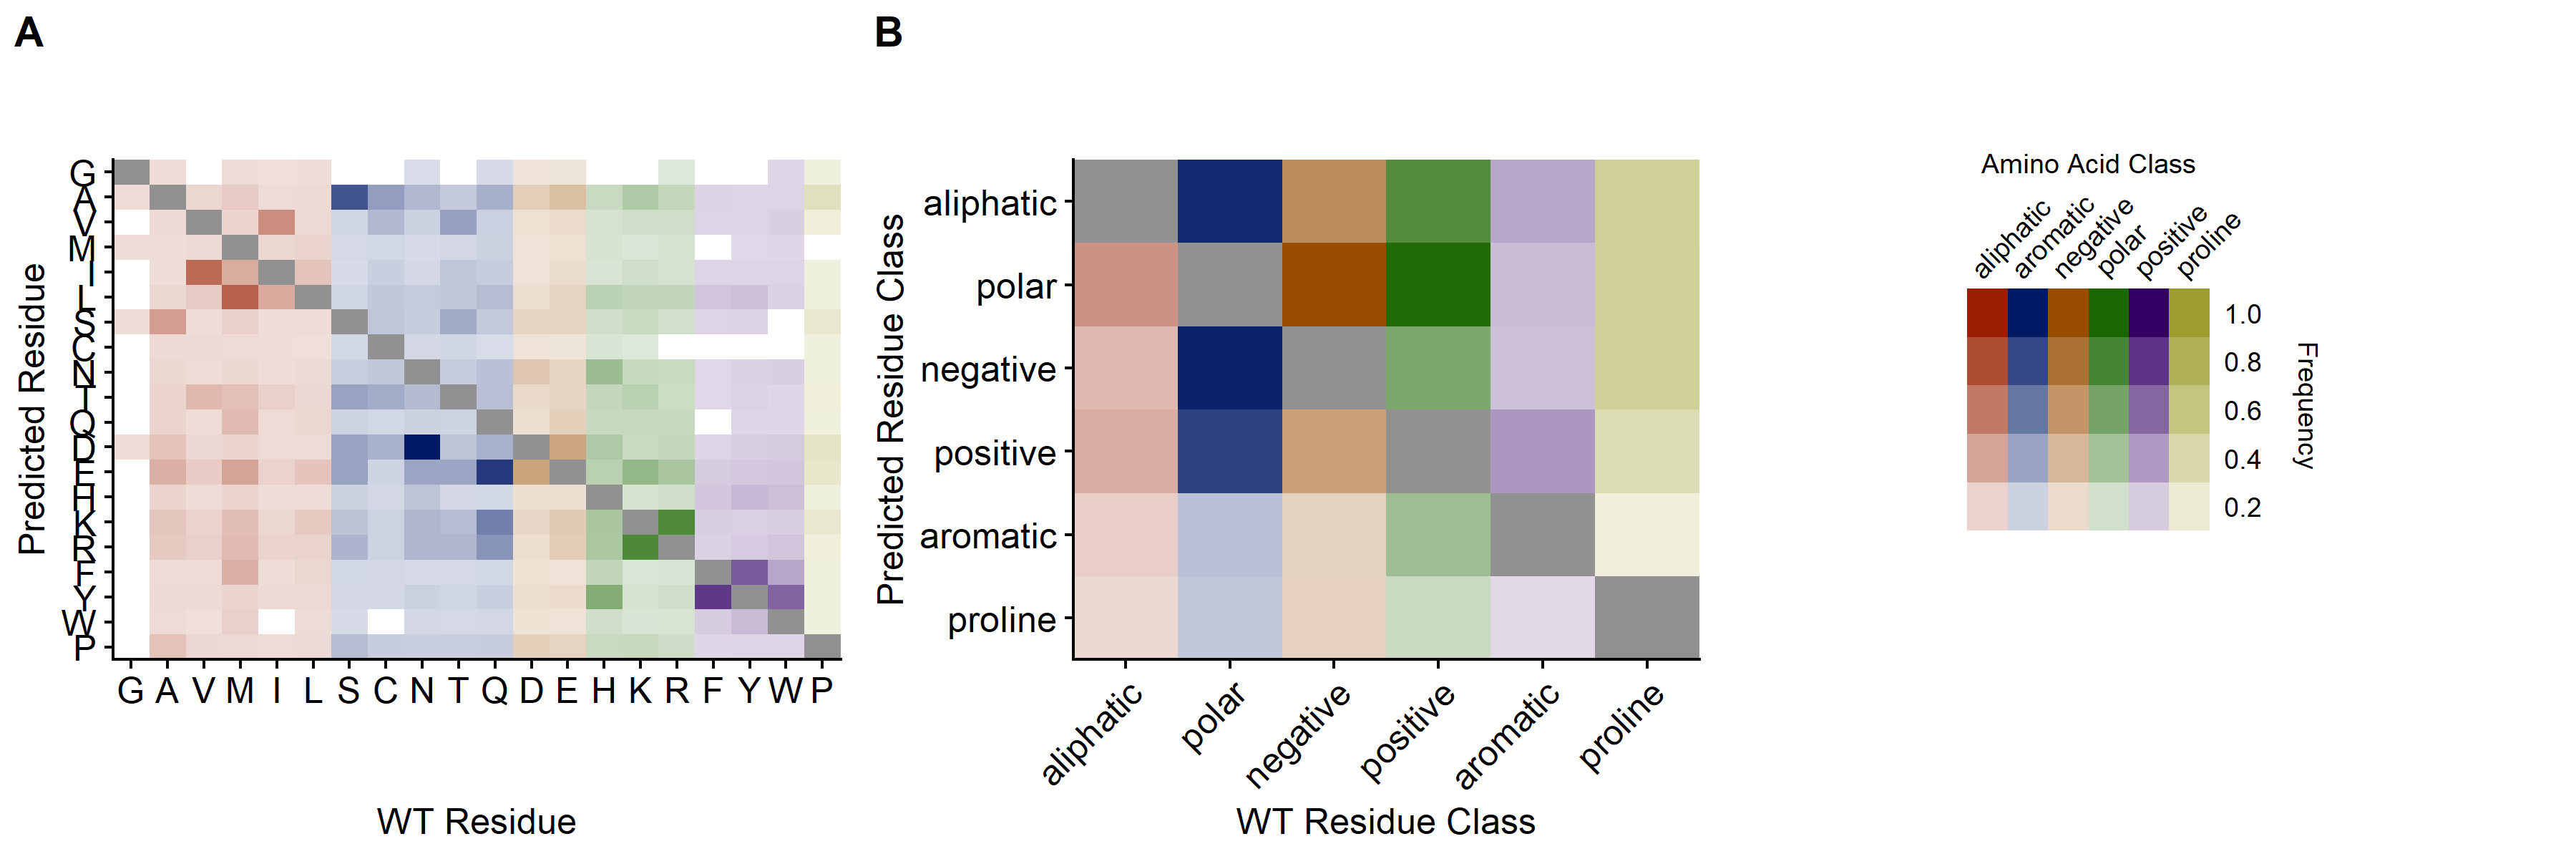 A
B
Predicted Residue
G
A
V
M
I
L
S
C
N
T
Q
D
E
H
K
R
F
Y
W
P
G A V M I L S C N T Q D E H K R F Y W P
WT Residue
Predicted Residue Class
aliphatic
polar
negative
positive
aromatic
proline
aliphatic polar negative positive aromatic proline
WT Residue Class
Amino Acid Class
aliphatic aromatic negative polar positive proline
1.0
0.8
0.6
0.4
0.2
Frequency